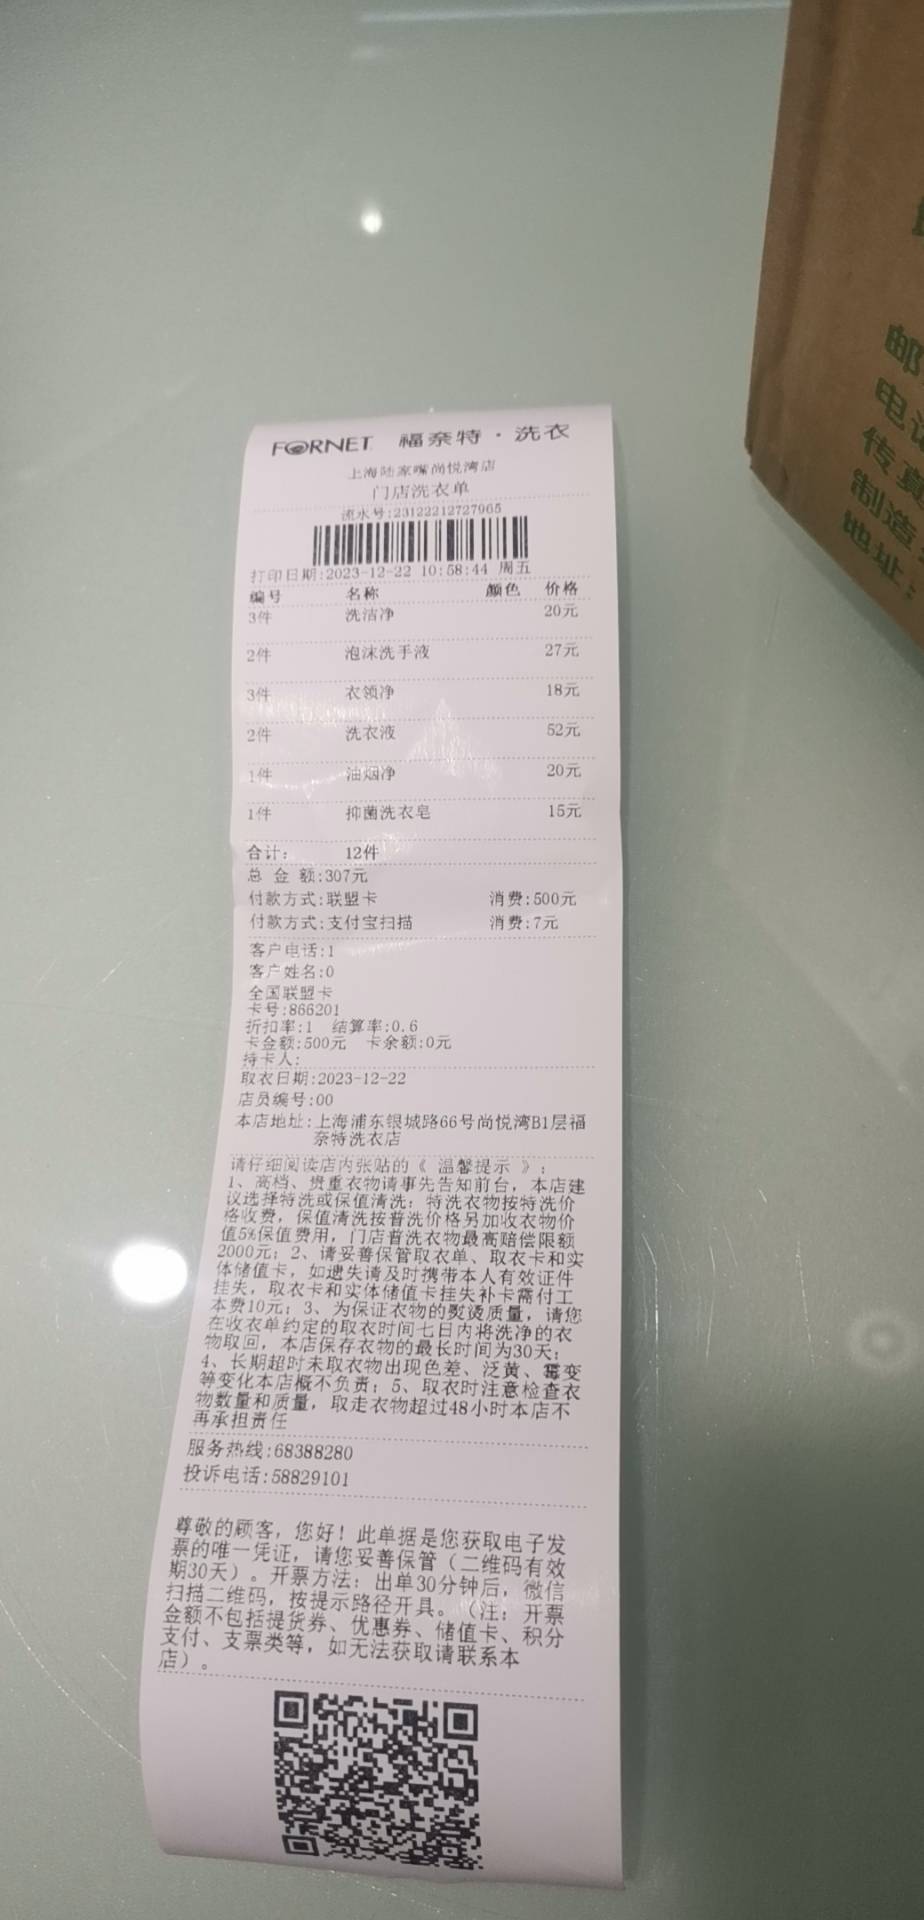 FORNET 福奈特·洗衣
上海陆家嘴尚悦湾店
门店洗衣单
流水号:23122212727965
打印日期:2023-12-22 10:58:44 周五
编号 名称 颜色 价格
3件 洗洁净 20元
2件 泡沫洗手液 27元
3件 衣领净 18元
2件 洗衣液 52元
1件 油烟净 20元
1件 抑菌洗衣皂 15元
合计: 12件
总 金 额:307元
付款方式:联盟卡 消费:500元
付款方式:支付宝扫描 消费:7元
客户电话:1
客户姓名:0
全国联盟卡
卡号:866201
折扣率:1 结算率:0.6
卡金额:500元 卡余额:0元
持卡人:
取衣日期:2023-12-22
店员编号:00
本店地址:上海浦东银城路66号尚悦湾B1层福
奈特洗衣店
请仔细阅读店内张贴的《 温馨提示 》:
1、高档、贵重衣物请事先告知前台，本店建
议选择特洗或保值清洗; 特洗衣物按特洗价
格收费，保值清洗按普洗价格另加收衣物价
值5%保值费用，门店普洗衣物最高赔偿限额
2000元; 2、请妥善保管取衣单、取衣卡和实
体储值卡，如遗失请及时携带本人有效证件
挂失，取衣卡和实体储值卡挂失补卡需付工
本费10元; 3、为保证衣物的熨烫质量，请您
在收衣单约定的取衣时间七日内将洗净的衣
物取回，本店保存衣物的最长时间为30天;
4、长期超时未取衣物出现色差、泛黄、霉变
等变化本店概不负责; 5、取衣时注意检查衣
物数量和质量，取走衣物超过48小时本店不
再承担责任
服务热线:68388280
投诉电话:58829101
尊敬的顾客，您好! 此单据是您获取电子发
票的唯一凭证，请您妥善保管（二维码有效
期30天）。开票方法: 出单30分钟后，微信
扫描二维码，按提示路径开具。（注: 开票
金额不包括提货券、优惠券、储值卡、积分
支付、支票类等，如无法获取请联系本
店）。
邮
电话
传真
制造
地址: